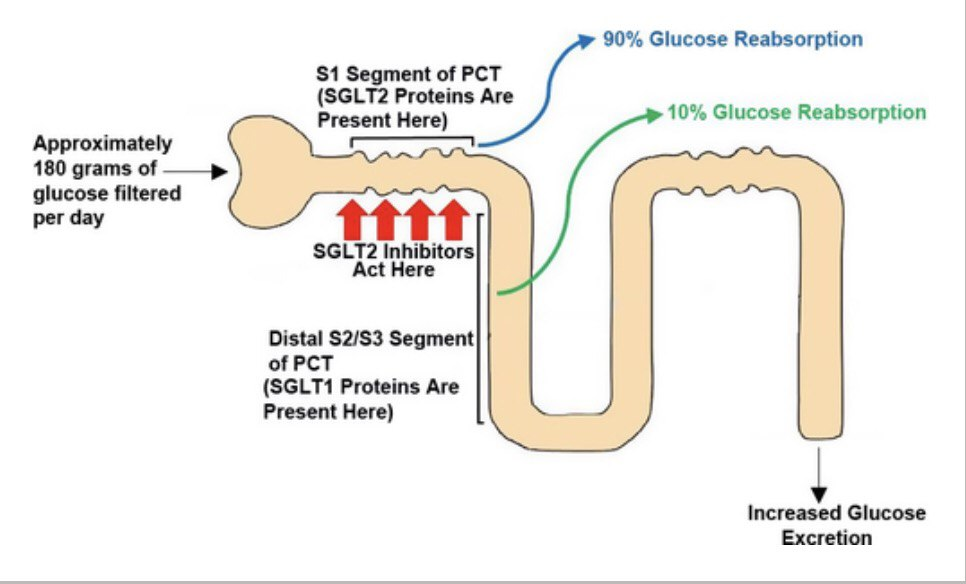 90% Glucose Reabsorption
S1 Segment of PCT
(SGLT2 Proteins Are
Present Here)
10% Glucose Reabsorption
Approximately
180 grams of
glucose filtered
per day
SGLT2 Inhibitors
Act Here
Distal S2/S3 Segment
of PCT
(SGLT1 Proteins Are
Present Here)
Increased Glucose
Excretion